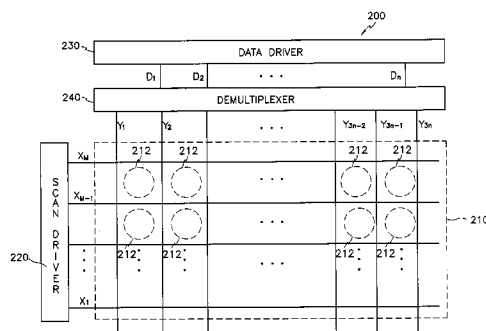 200
230
DATA DRIVER
D1 D2 · · · Dn
240
DEMULTIPLEXER
Y1 Y2 · · · Y3n-2 Y3n-1 Y3n
212 212 212 212
XM
XM-1
210
SCAN DRIVER
220
212 212 · · · 212 212
X1